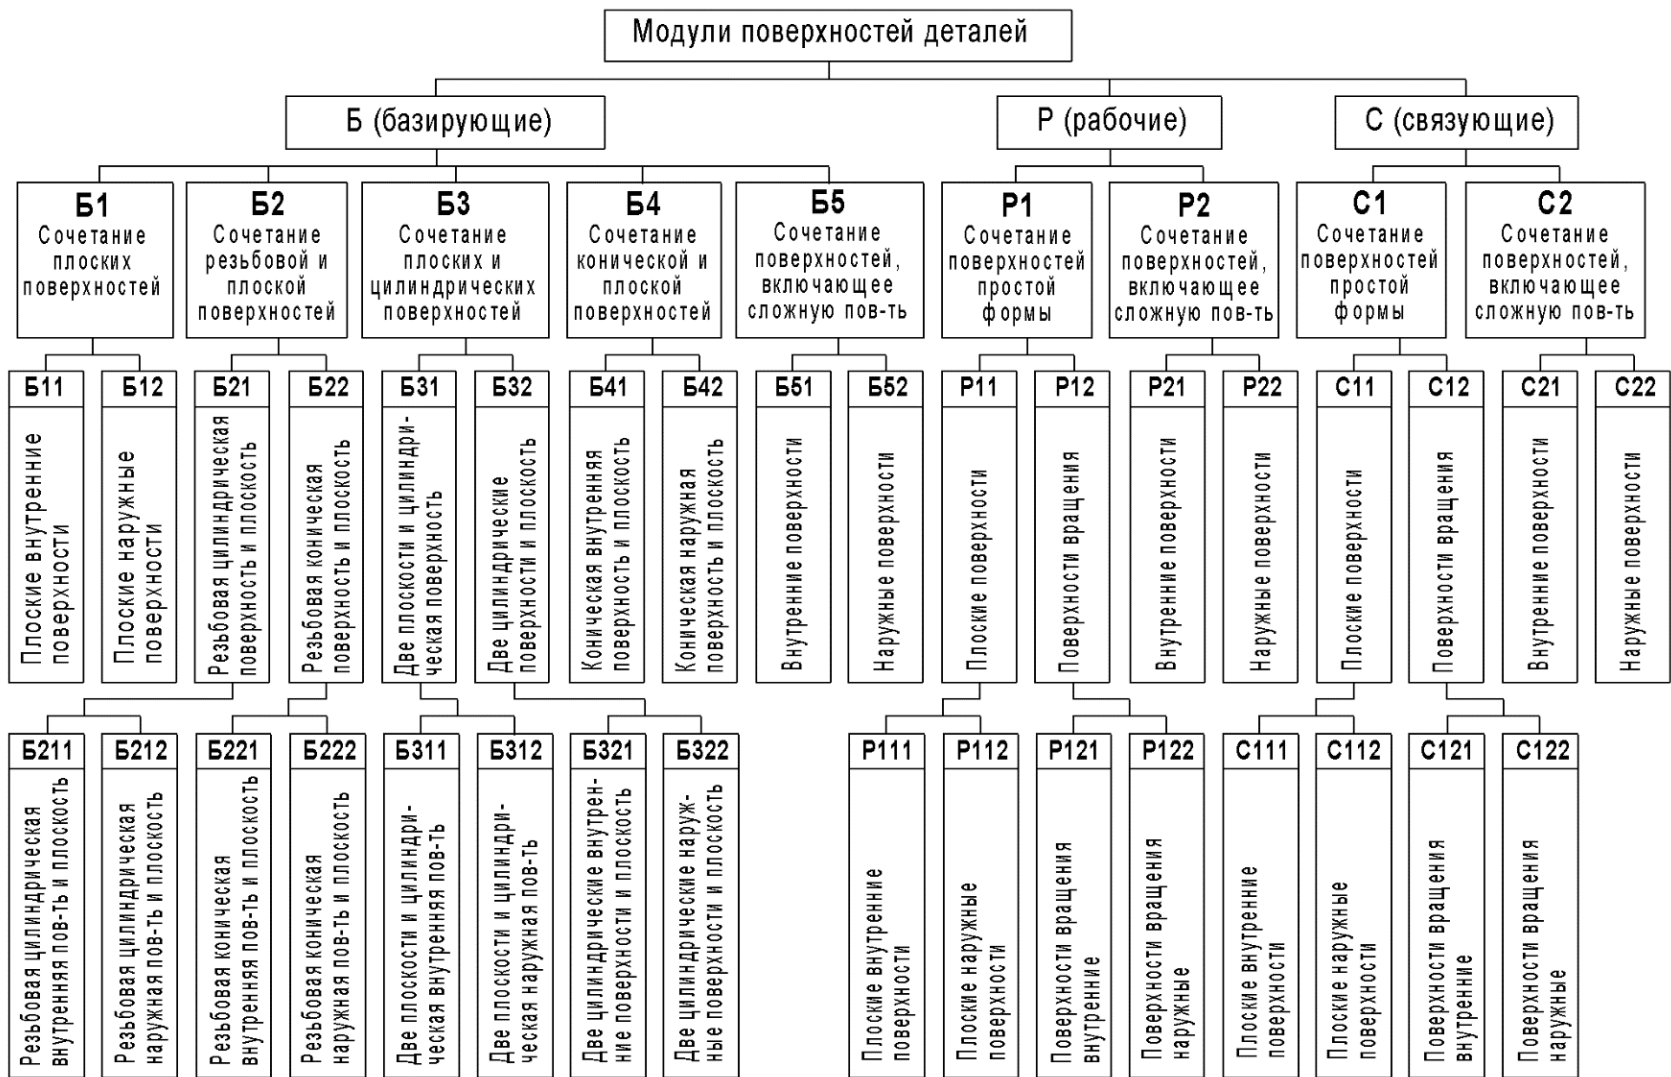 Модули поверхностей деталей
Б (базирующие)
Р (рабочие)
С (связующие)
Б1
Сочетание
плоских
поверхностей
Б2
Сочетание
резьбовой и
плоской
поверхностей
Б3
Сочетание
плоских и
цилиндрических
поверхностей
Б4
Сочетание
конической и
плоской
поверхностей
Б5
Сочетание
поверхностей,
включающее
сложную пов-ть
Р1
Сочетание
поверхностей
простой
формы
Р2
Сочетание
поверхностей,
включающее
сложную пов-ть
С1
Сочетание
поверхностей
простой
формы
С2
Сочетание
поверхностей,
включающее
сложную пов-ть
Б11
Плоские внутренние
поверхности
Б12
Плоские наружные
поверхности
Б21
Резьбовая цилиндрическая
поверхность и плоскость
Б22
Резьбовая коническая
поверхность и плоскость
Б31
Две плоскости и цилиндри-
ческая поверхность
Б32
Две цилиндрические
поверхности и плоскость
Б41
Коническая внутренняя
поверхность и плоскость
Б42
Коническая наружная
поверхность и плоскость
Б51
Внутренние поверхности
Б52
Наружные поверхности
Р11
Плоские поверхности
Р12
Поверхности вращения
Р21
Внутренние поверхности
Р22
Наружные поверхности
С11
Плоские поверхности
С12
Поверхности вращения
С21
Внутренние поверхности
С22
Наружные поверхности
Б211
Резьбовая цилиндрическая
внутренняя пов-ть и плоскость
Б212
Резьбовая цилиндрическая
наружная пов-ть и плоскость
Б221
Резьбовая коническая
внутренняя пов-ть и плоскость
Б222
Резьбовая коническая
наружная пов-ть и плоскость
Б311
Две плоскости и цилиндри-
ческая внутренняя пов-ть
Б312
Две плоскости и цилиндри-
ческая наружная пов-ть
Б321
Две цилиндрические внутрен-
ние поверхности и плоскость
Б322
Две цилиндрические наруж-
ные поверхности и плоскость
Р111
Плоские внутренние
поверхности
Р112
Плоские наружные
поверхности
Р121
Поверхности вращения
внутренние
Р122
Поверхности вращения
наружные
С111
Плоские внутренние
поверхности
С112
Плоские наружные
поверхности
С121
Поверхности вращения
внутренние
С122
Поверхности вращения
наружные